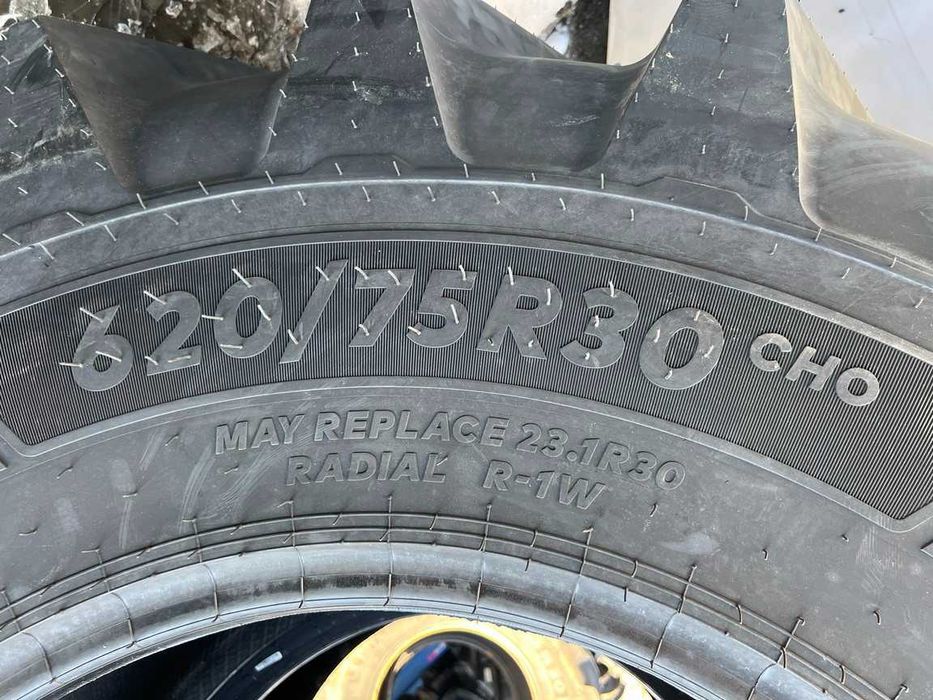 620/75R30 CHO
MAY REPLACE 23.1R30
RADIAL R-1W